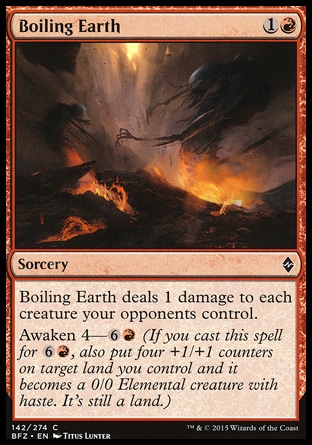 Boiling Earth 1
Sorcery
Boiling Earth deals 1 damage to each
creature your opponents control.
Awaken 4—6 (If you cast this spell
for 6, also put four +1/+1 counters
on target land you control and it
becomes a 0/0 Elemental creature with
haste. It's still a land.)
142/274 C
BFZ • EN Titus Lunter
™ & © 2015 Wizards of the Coast